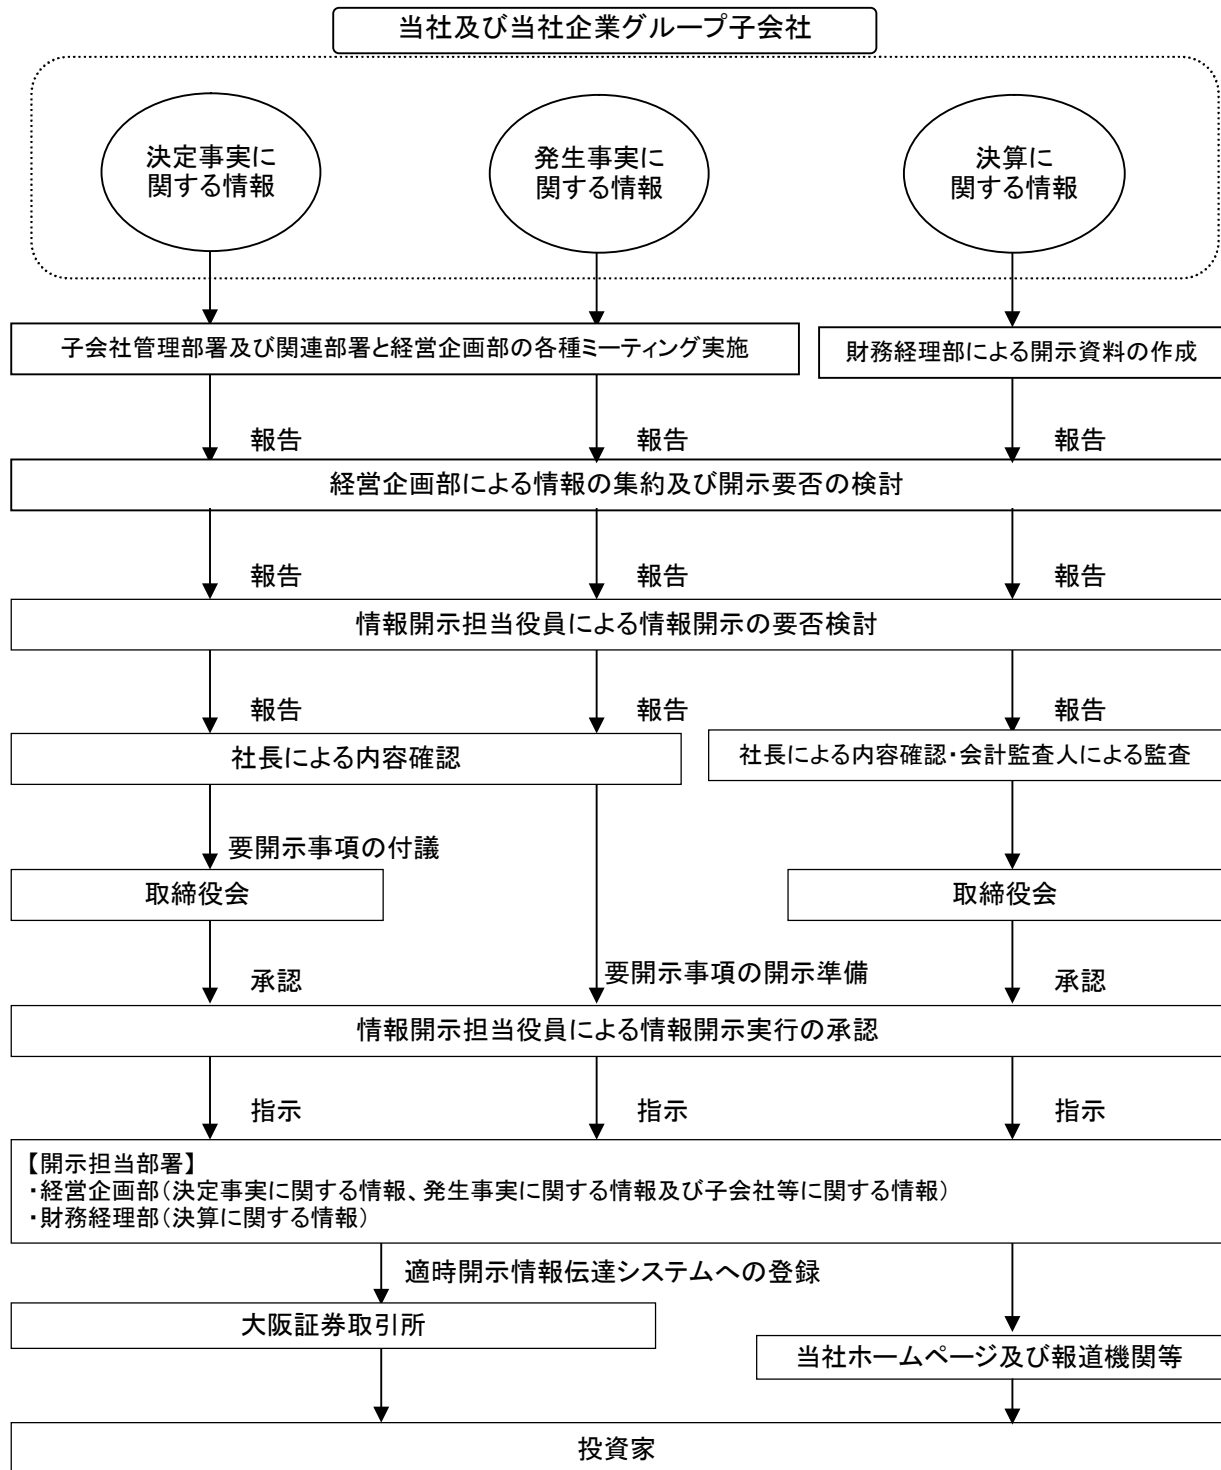 当社及び当社企業グループ子会社
決定事実に
関する情報
発生事実に
関する情報
決算に
関する情報
子会社管理部署及び関連部署と経営企画部の各種ミーティング実施
財務経理部による開示資料の作成
報告
報告
報告
経営企画部による情報の集約及び開示要否の検討
報告
報告
報告
情報開示担当役員による情報開示の要否検討
報告
報告
報告
社長による内容確認
社長による内容確認・会計監査人による監査
要開示事項の付議
取締役会
取締役会
承認
要開示事項の開示準備
承認
情報開示担当役員による情報開示実行の承認
指示
指示
指示
【開示担当部署】
・経営企画部(決定事実に関する情報、発生事実に関する情報及び子会社等に関する情報)
・財務経理部(決算に関する情報)
適時開示情報伝達システムへの登録
大阪証券取引所
当社ホームページ及び報道機関等
投資家